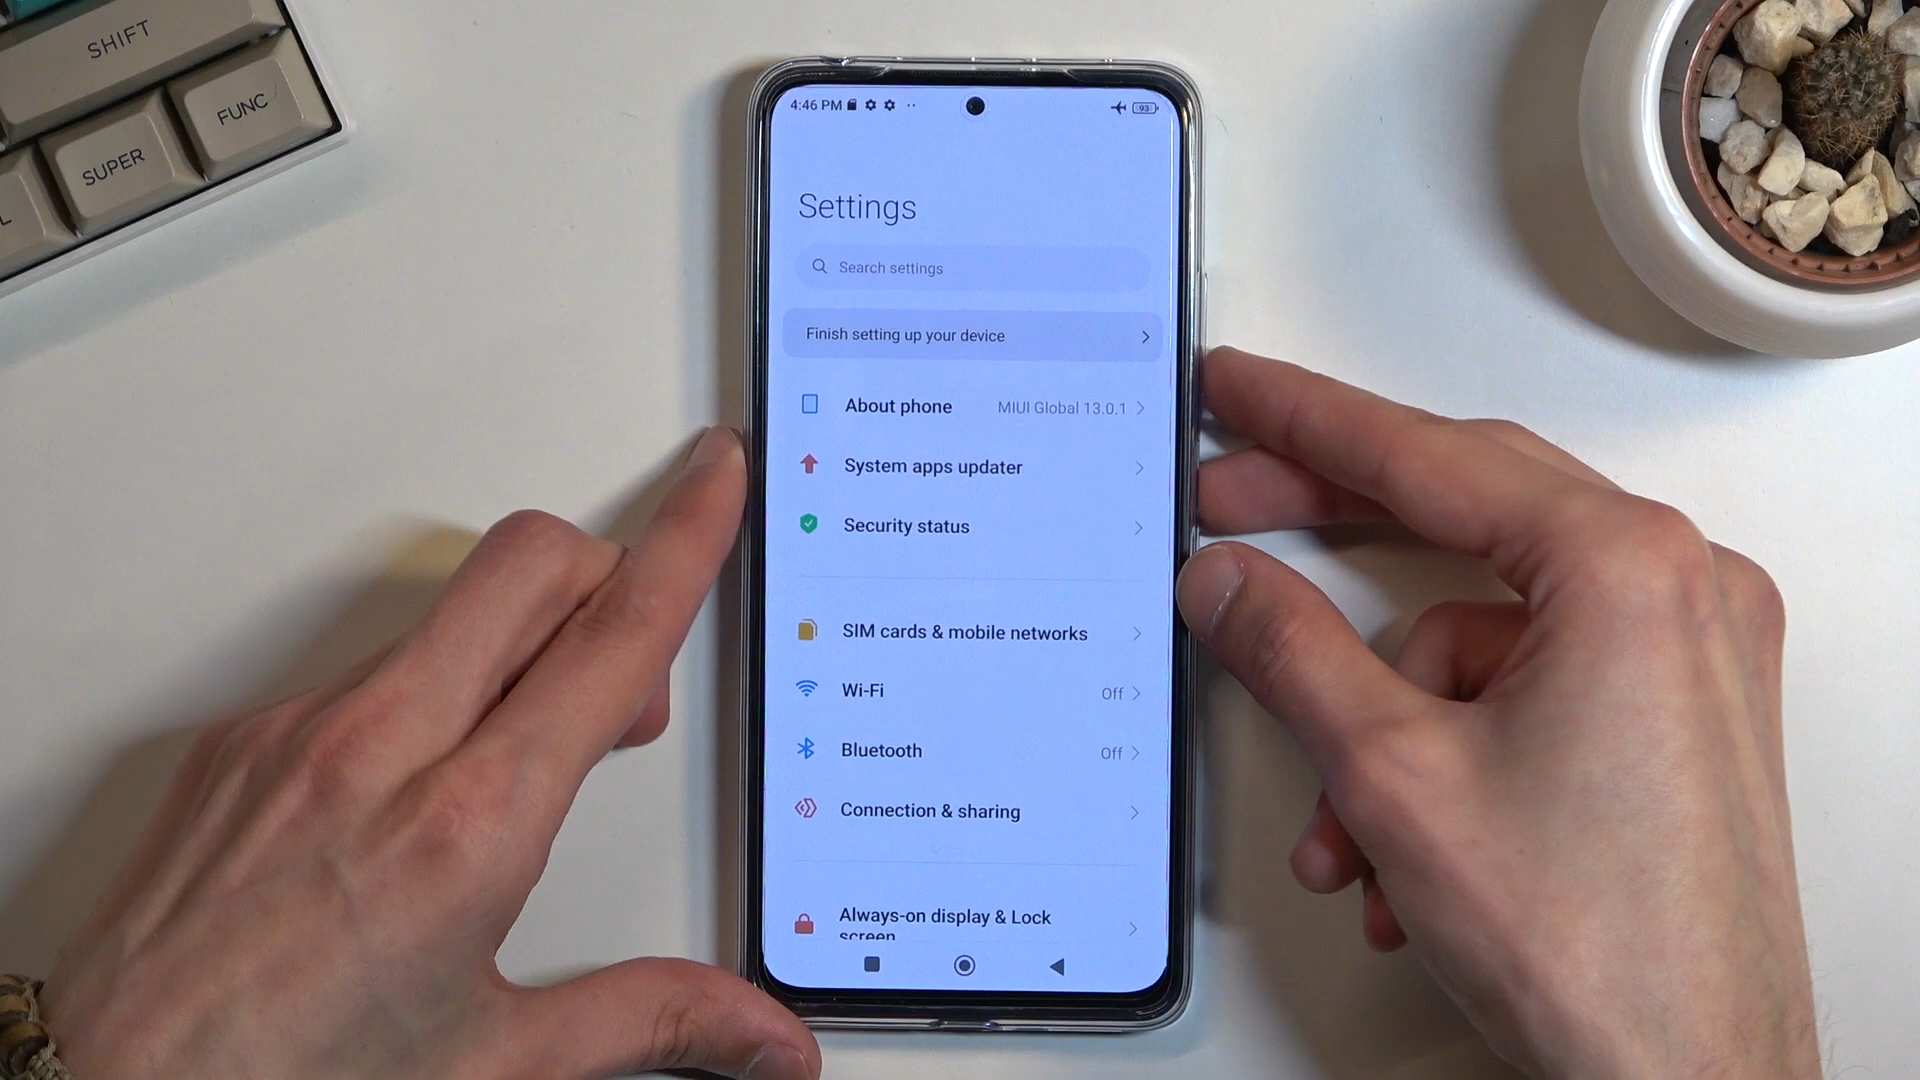 SHIFT
FUNC
SUPER
L
4:46 PM
93
Settings
Search settings
Finish setting up your device
About phone
MIUI Global 13.0.1
System apps updater
Security status
SIM cards & mobile networks
Wi-Fi
Off
Bluetooth
Off
Connection & sharing
Always-on display & Lock
screen